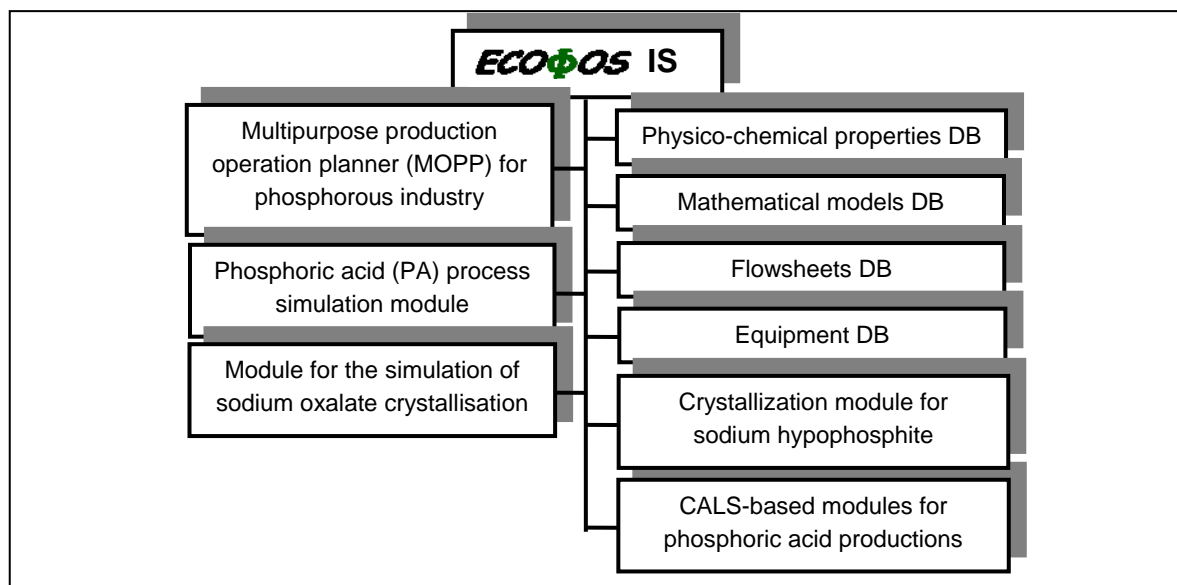 ECOΦOS IS
Multipurpose production
operation planner (MOPP) for
phosphorous industry
Phosphoric acid (PA) process
simulation module
Module for the simulation of
sodium oxalate crystallisation
Physico-chemical properties DB
Mathematical models DB
Flowsheets DB
Equipment DB
Crystallization module for
sodium hypophosphite
CALS-based modules for
phosphoric acid productions